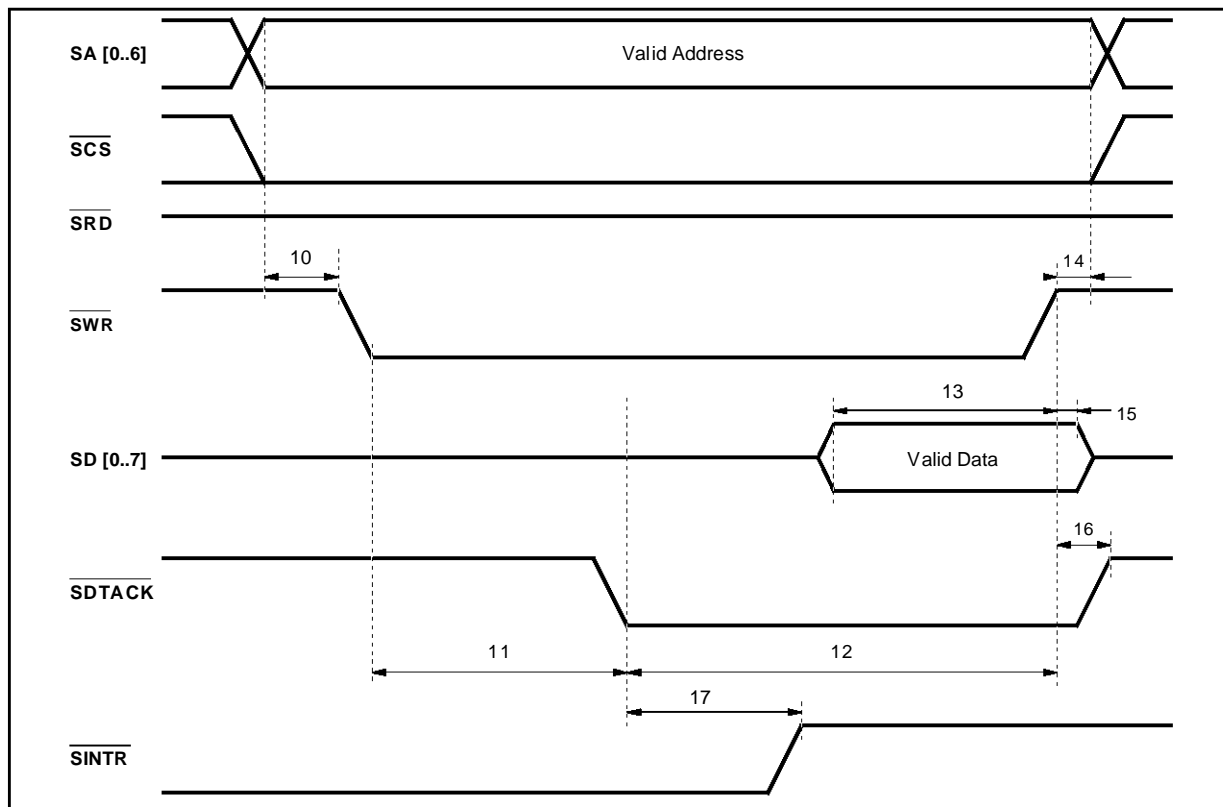 SA [0..6]
Valid Address
SCS
SRD
10
14
SWR
13
15
SD [0..7]
Valid Data
16
SDTACK
11
12
17
SINTR